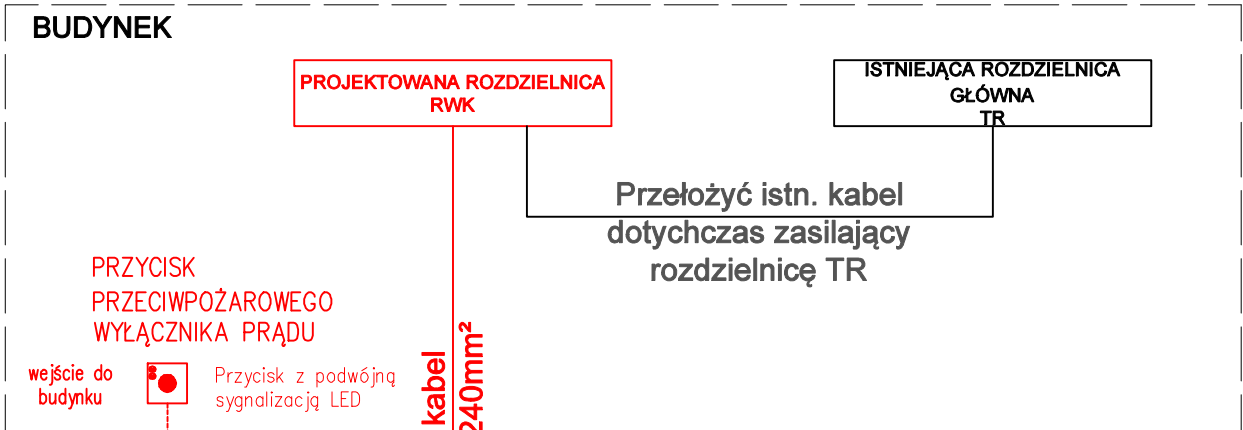 BUDYNEK
PROJEKTOWANA ROZDZIELNICA
RWK
ISTNIEJĄCA ROZDZIELNICA
GŁÓWNA
TR
Przełożyć istn. kabel
dotychczas zasilający
rozdzielnicę TR
PRZYCISK
PRZECIWPOŻAROWEGO
WYŁĄCZNIKA PRĄDU
wejście do
budynku
Przycisk z podwójną
sygnalizacją LED
kabel
240mm²